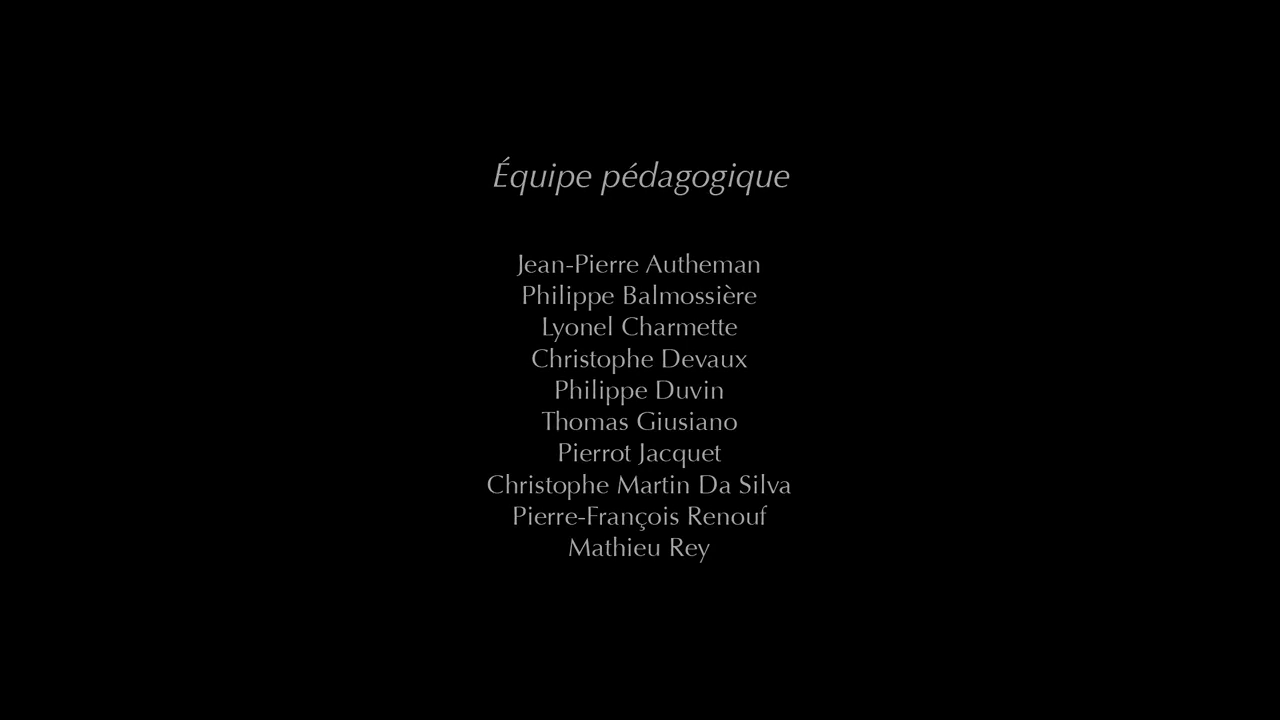 Équipe pédagogique
Jean-Pierre Autheman
Philippe Balmossière
Lyonel Charmette
Christophe Devaux
Philippe Duvin
Thomas Giusiano
Pierrot Jacquet
Christophe Martin Da Silva
Pierre-François Renouf
Mathieu Rey